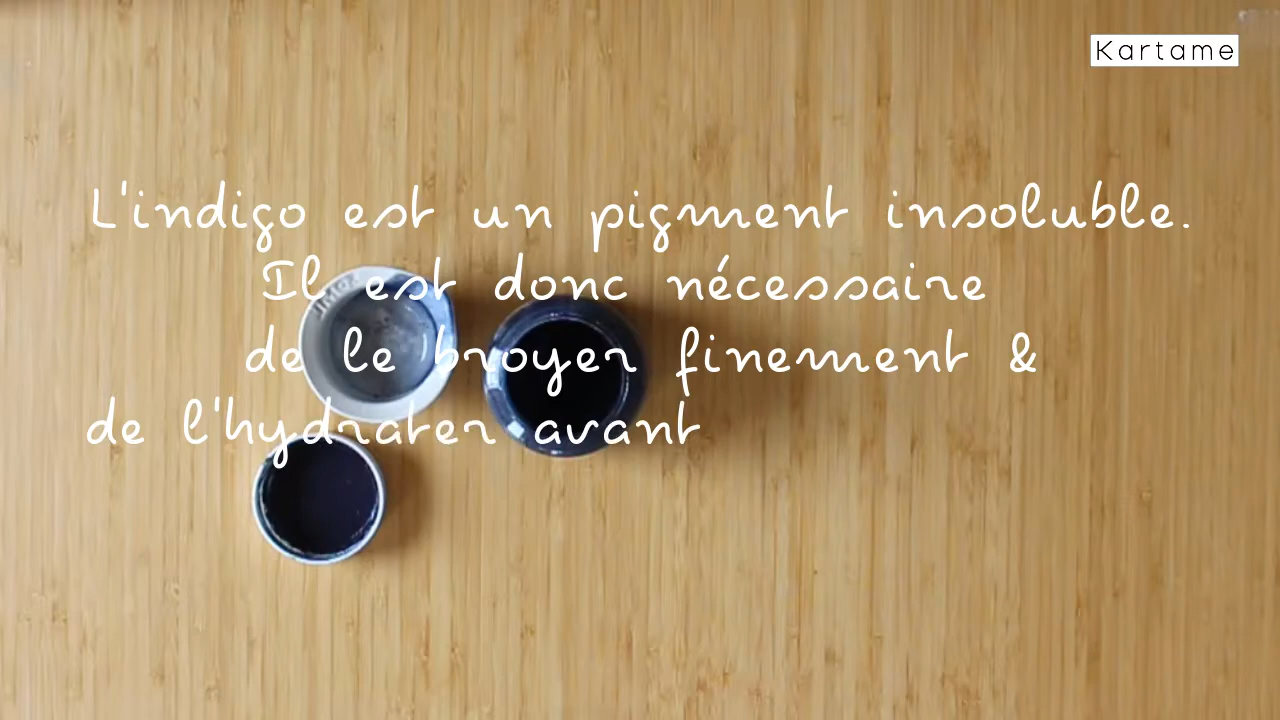 Kartame
L'indigo est un pigment insoluble.
Il est donc nécessaire
de le broyer finement &
de l'hydrater avant